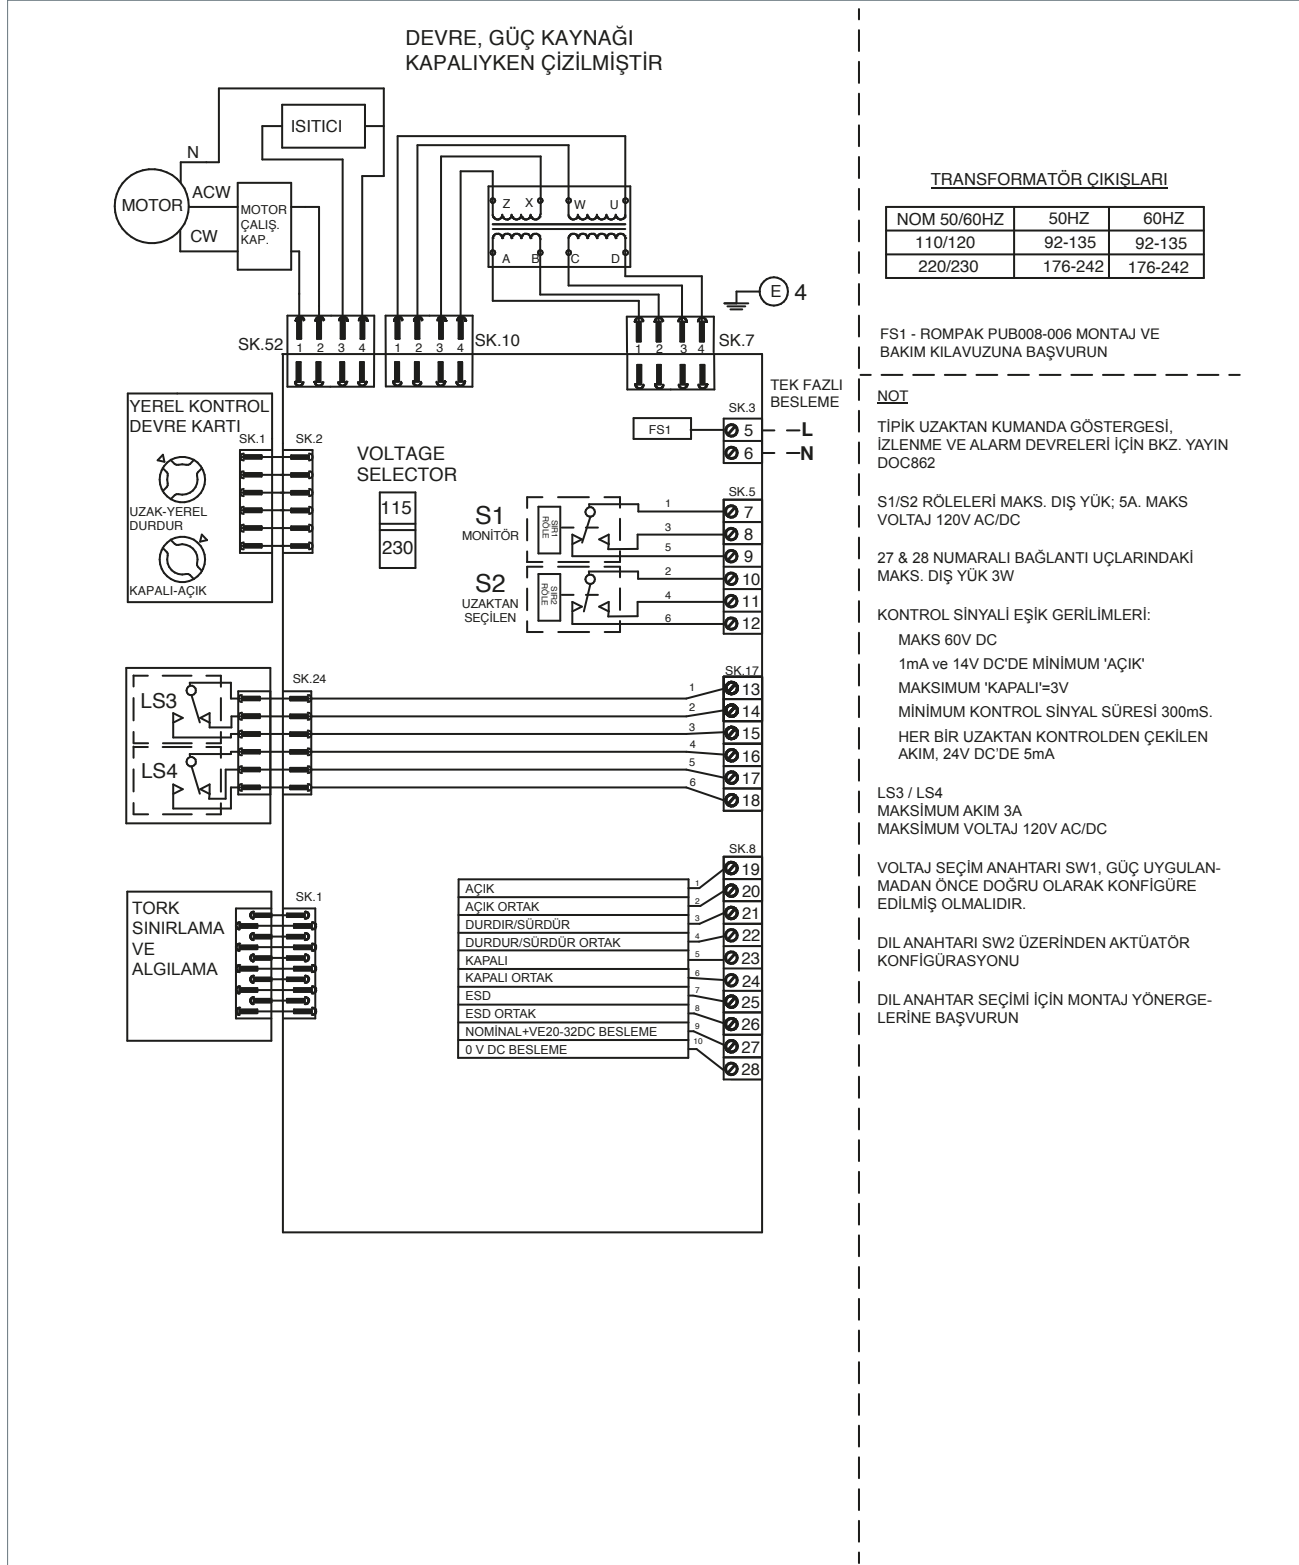 DEVRE, GÜÇ KAYNAĞI
KAPALIYKEN ÇİZİLMİŞTİR
ISITICI
N
MOTOR
ACW
CW
MOTOR
ÇALIŞ.
KAP.
Z X W U
A B C D
E 4
SK.52
1 2 3 4
1 2 3 4
SK.10
1 2 3 4
SK.7
YEREL KONTROL
DEVRE KARTI
SK.1
SK.2
UZAK-YEREL
DURDUR
KAPALI-AÇIK
VOLTAGE
SELECTOR
115
230
TEK FAZLI
BESLEME
SK.3
FS1
5 L
6 N
SK.5
S1
MONİTÖR
SIR1
RÖLE
1 7
3 8
5 9
S2
UZAKTAN
SEÇİLEN
SIR2
RÖLE
2 10
4 11
6 12
LS3
LS4
SK.24
SK.17
1 13
2 14
3 15
4 16
5 17
6 18
TORK
SINIRLAMA
VE
ALGILAMA
SK.1
SK.8
AÇIK 1 19
AÇIK ORTAK 2 20
DURDIR/SÜRDÜR 3 21
DURDUR/SÜRDÜR ORTAK 4 22
KAPALI 5 23
KAPALI ORTAK 6 24
ESD 7 25
ESD ORTAK 8 26
NOMİNAL+VE20-32DC BESLEME 9 27
0 V DC BESLEME 10 28
TRANSFORMATÖR ÇIKIŞLARI
NOM 50/60HZ 50HZ 60HZ
110/120 92-135 92-135
220/230 176-242 176-242
FS1 - ROMPAK PUB008-006 MONTAJ VE
BAKIM KILAVUZUNA BAŞVURUN
NOT
TİPİK UZAKTAN KUMANDA GÖSTERGESİ,
İZLENME VE ALARM DEVRELERİ İÇİN BKZ. YAYIN
DOC862
S1/S2 RÖLELERİ MAKS. DIŞ YÜK; 5A. MAKS
VOLTAJ 120V AC/DC
27 & 28 NUMARALI BAĞLANTI UÇLARINDAKİ
MAKS. DIŞ YÜK 3W
KONTROL SİNYALİ EŞİK GERİLIMLERİ:
MAKS 60V DC
1mA ve 14V DC'DE MİNİMUM 'AÇIK'
MAKSIMUM 'KAPALI'=3V
MİNİMUM KONTROL SİNYAL SÜRESİ 300mS.
HER BİR UZAKTAN KONTROLDEN ÇEKİLEN
AKIM, 24V DC'DE 5mA
LS3 / LS4
MAKSİMUM AKIM 3A
MAKSİMUM VOLTAJ 120V AC/DC
VOLTAJ SEÇİM ANAHTARI SW1, GÜÇ UYGULAN-
MADAN ÖNCE DOĞRU OLARAK KONFİGÜRE
EDİLMİŞ OLMALIDIR.
DIL ANAHTARI SW2 ÜZERİNDEN AKTÜATÖR
KONFİGÜRASYONU
DIL ANAHTAR SEÇİMİ İÇİN MONTAJ YÖNERGE-
LERİNE BAŞVURUN